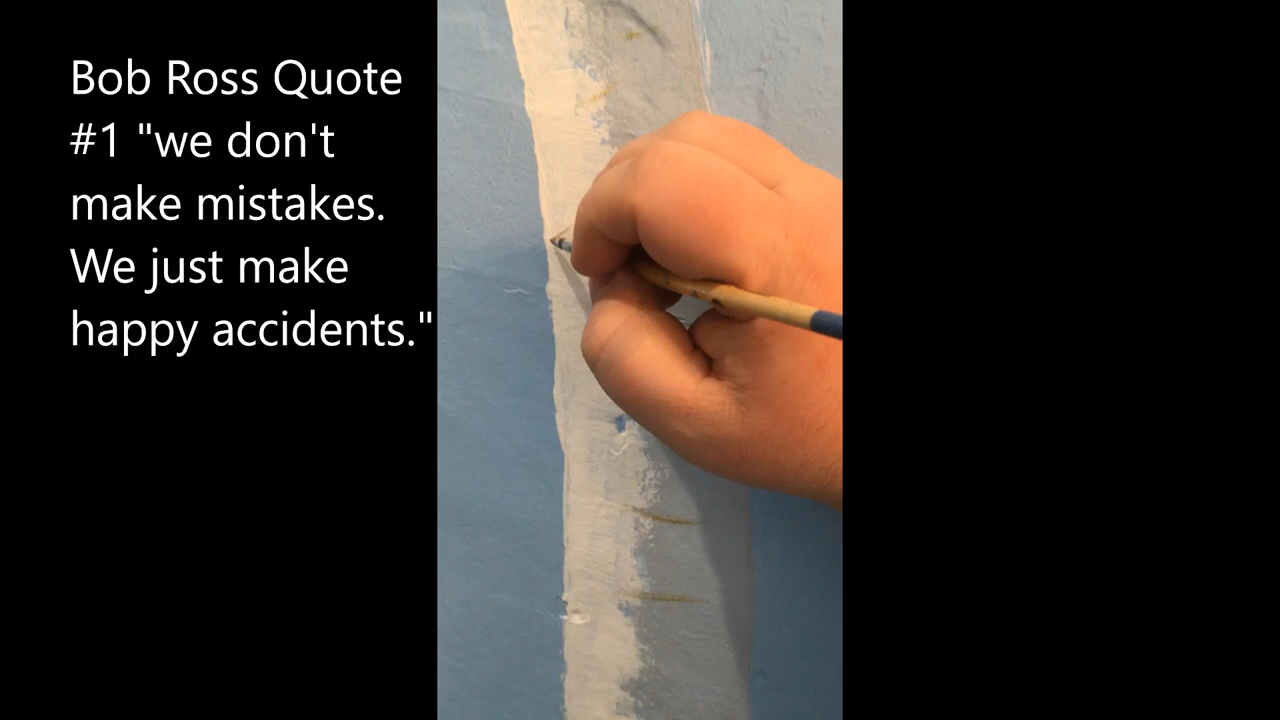 Bob Ross Quote
#1 "we don't
make mistakes.
We just make
happy accidents."